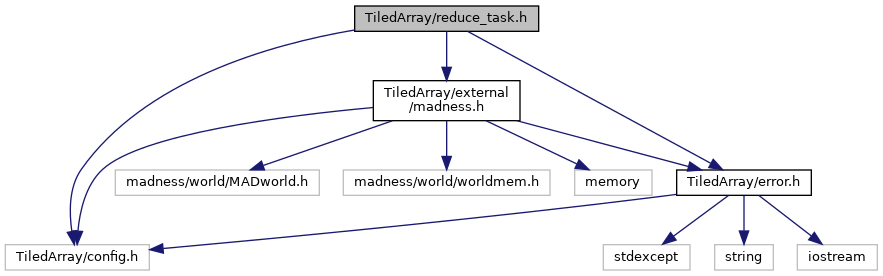 TiledArray/reduce_task.h
TiledArray/external
/madness.h
madness/world/MADworld.h
madness/world/worldmem.h
memory
TiledArray/error.h
TiledArray/config.h
stdexcept
string
iostream